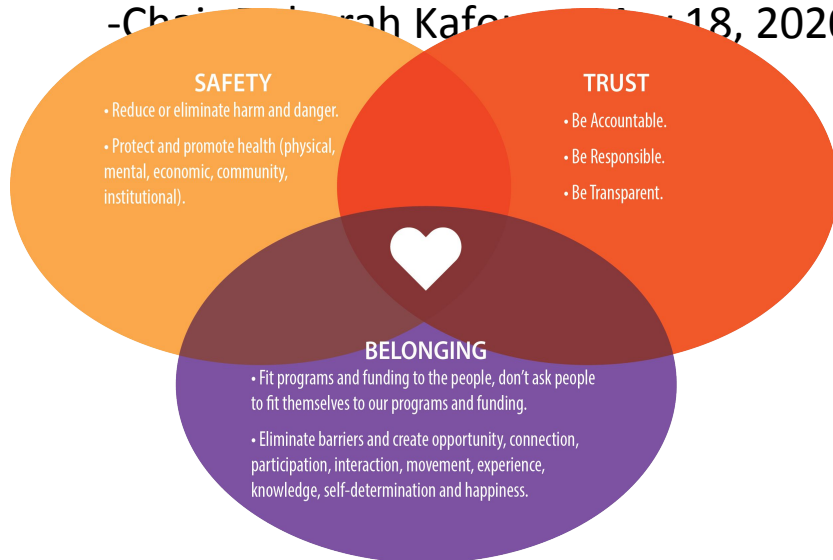 -Chair 18, 202
SAFETY
• Reduce or eliminate harm and danger.
• Protect and promote health (physical,
mental, economic, community,
institutional).
TRUST
• Be Accountable.
• Be Responsible.
• Be Transparent.
BELONGING
• Fit programs and funding to the people, don't ask people
to fit themselves to our programs and funding.
• Eliminate barriers and create opportunity, connection,
participation, interaction, movement, experience,
knowledge, self-determination and happiness.